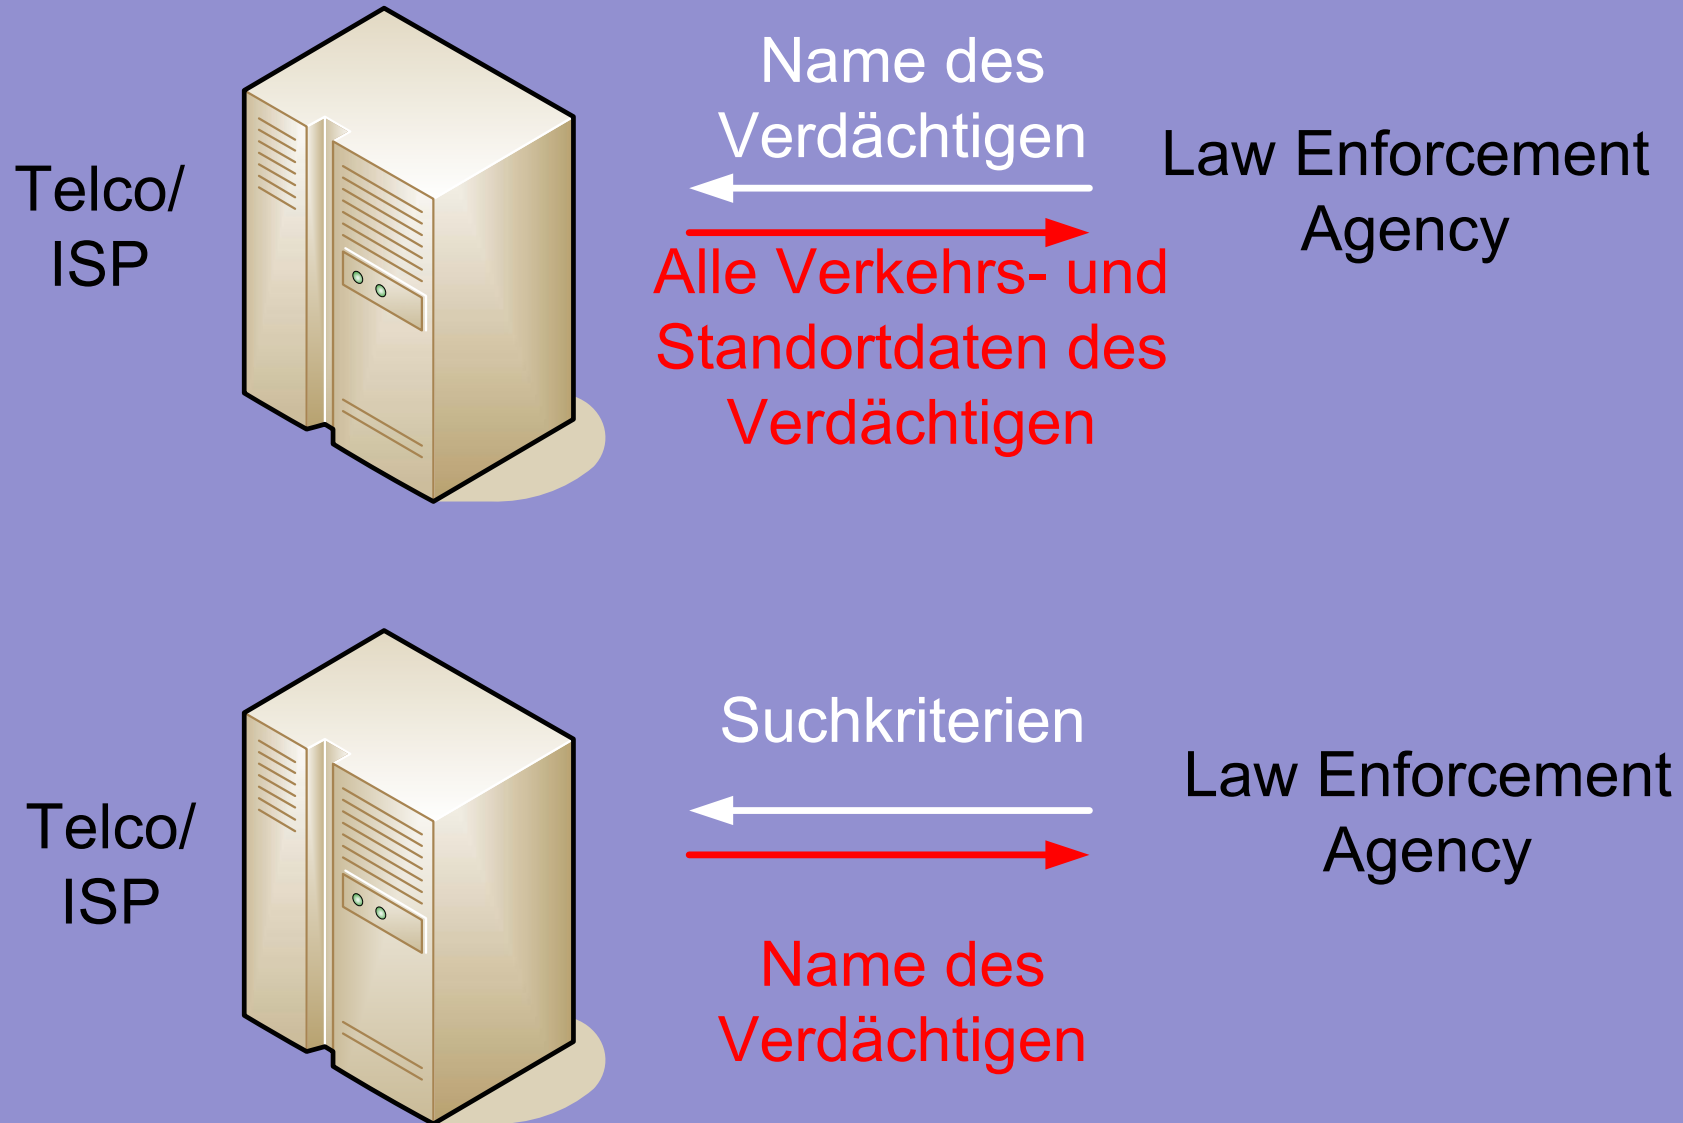 Telco/
ISP
Name des
Verdächtigen
Alle Verkehrs- und
Standortdaten des
Verdächtigen
Law Enforcement
Agency
Telco/
ISP
Suchkriterien
Name des
Verdächtigen
Law Enforcement
Agency